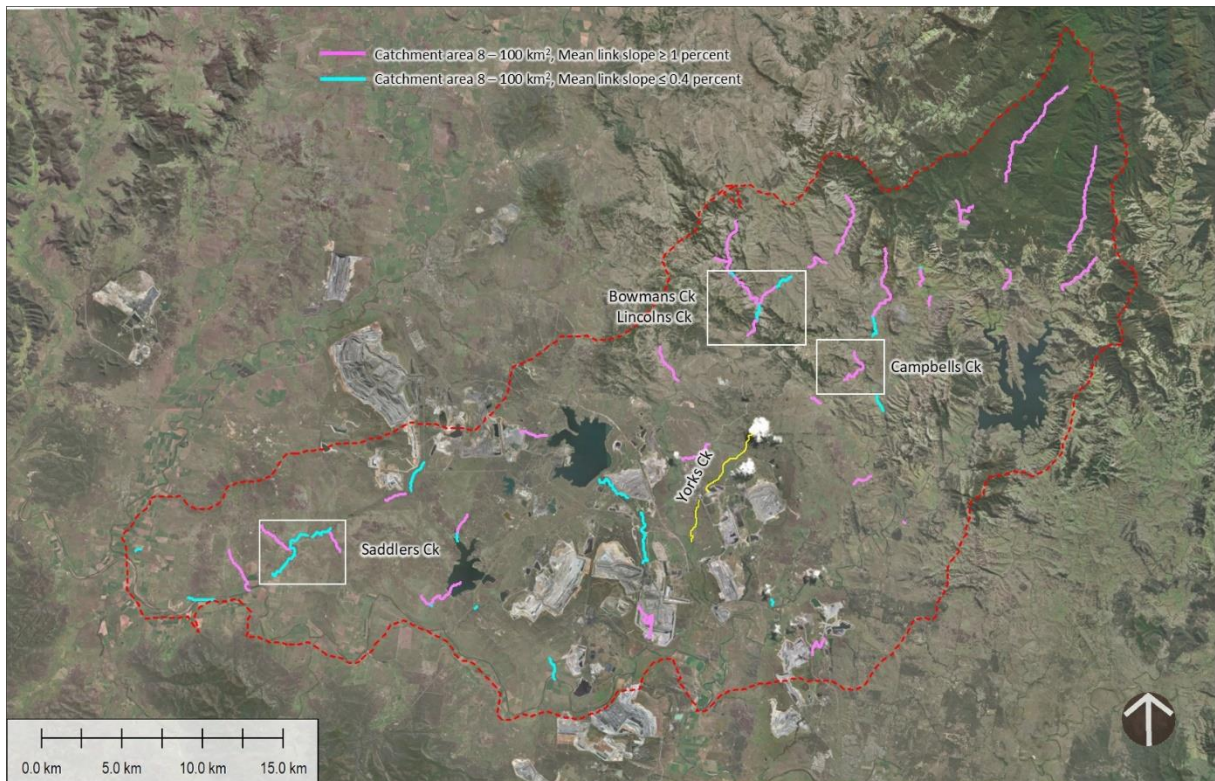 Catchment area 8 – 100 km², Mean link slope ≥ 1 percent
Catchment area 8 – 100 km², Mean link slope ≤ 0.4 percent
Bowmans Ck
Lincolns Ck
Campbells Ck
Yorks Ck
Saddlers Ck
0.0 km 5.0 km 10.0 km 15.0 km